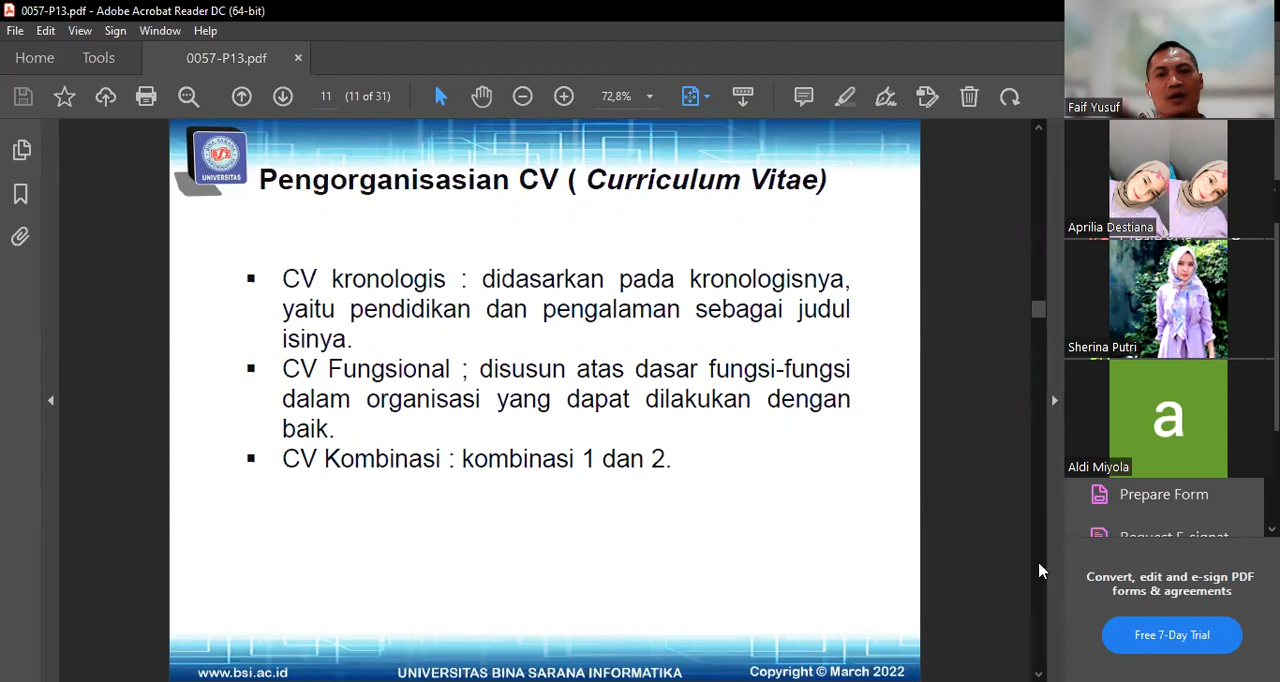 0057-P13.pdf - Adobe Acrobat Reader DC (64-bit)
File Edit View Sign Window Help
Home Tools 0057-P13.pdf ×
11 (11 of 31) 72,8%
UNIVERSITAS
Pengorganisasian CV ( Curriculum Vitae)
▪ CV kronologis : didasarkan pada kronologisnya,
yaitu pendidikan dan pengalaman sebagai judul
isinya.
▪ CV Fungsional ; disusun atas dasar fungsi-fungsi
dalam organisasi yang dapat dilakukan dengan
baik.
▪ CV Kombinasi : kombinasi 1 dan 2.
www.bsi.ac.id UNIVERSITAS BINA SARANA INFORMATIKA Copyright © March 2022
Faif Yusuf
Aprilia Destiana
Sherina Putri
a
Aldi Miyola
Prepare Form
Request E-signat
Convert, edit and e-sign PDF
forms & agreements
Free 7-Day Trial